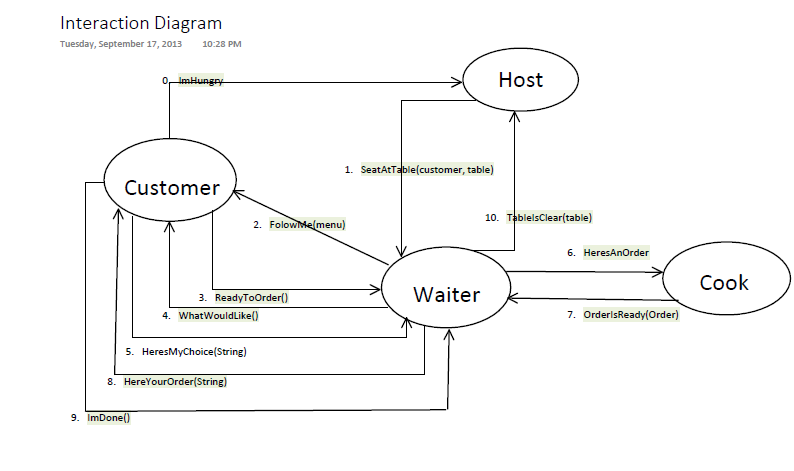 Interaction Diagram
Tuesday, September 17, 2013 10:28 PM
0. ImHungry
Host
1. SeatAtTable(customer, table)
Customer
2. FolowMe(menu)
10. TableIsClear(table)
6. HeresAnOrder
Cook
Waiter
3. ReadyToOrder()
4. WhatWouldLike()
7. OrderIsReady(Order)
5. HeresMyChoice(String)
8. HereYourOrder(String)
9. ImDone()